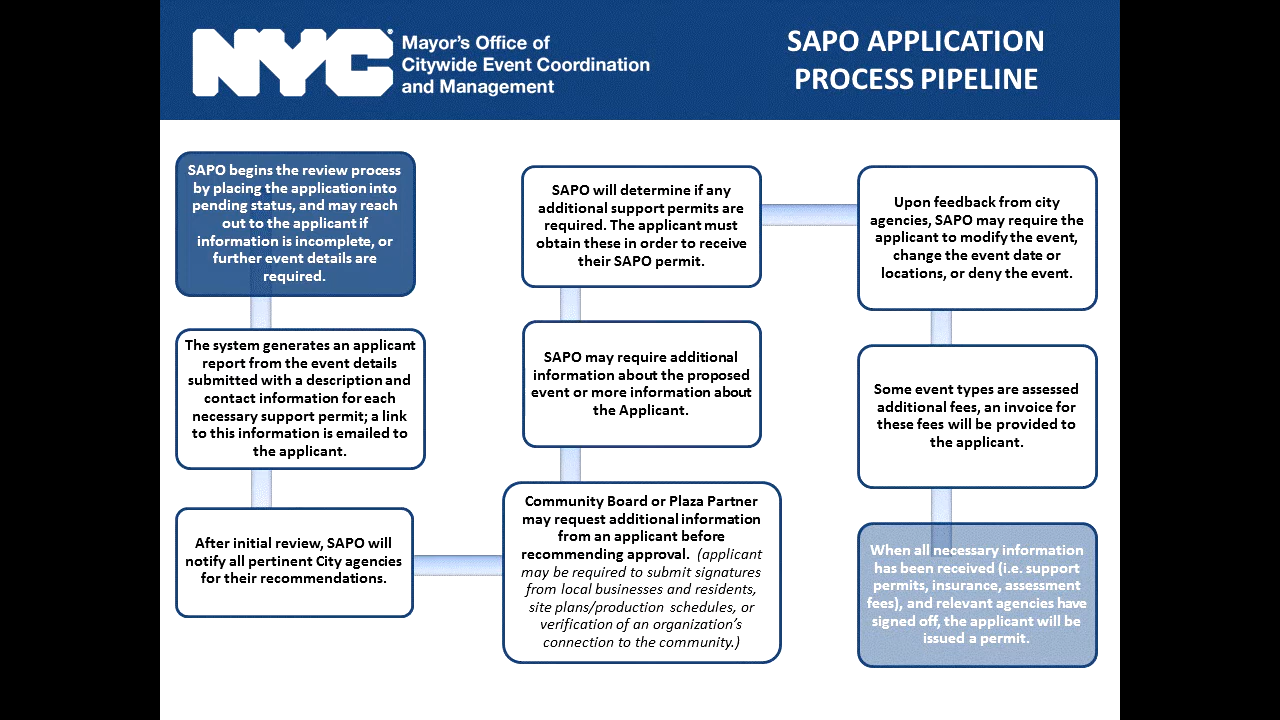 NYC
Mayor's Office of
Citywide Event Coordination
and Management
SAPO APPLICATION
PROCESS PIPELINE
SAPO begins the review process
by placing the application into
pending status, and may reach
out to the applicant if
information is incomplete, or
further event details are
required.
The system generates an applicant
report from the event details
submitted with a description and
contact information for each
necessary support permit; a link
to this information is emailed to
the applicant.
After initial review, SAPO will
notify all pertinent City agencies
for their recommendations.
Community Board or Plaza Partner
may request additional information
from an applicant before
recommending approval. (applicant
may be required to submit signatures
from local businesses and residents,
site plans/production schedules, or
verification of an organization's
connection to the community.)
SAPO may require additional
information about the proposed
event or more information about
the Applicant.
SAPO will determine if any
additional support permits are
required. The applicant must
obtain these in order to receive
their SAPO permit.
Upon feedback from city
agencies, SAPO may require the
applicant to modify the event,
change the event date or
locations, or deny the event.
Some event types are assessed
additional fees, an invoice for
these fees will be provided to
the applicant.
When all necessary information
has been received (i.e. support
permits, insurance, assessment
fees), and relevant agencies have
signed off, the applicant will be
issued a permit.